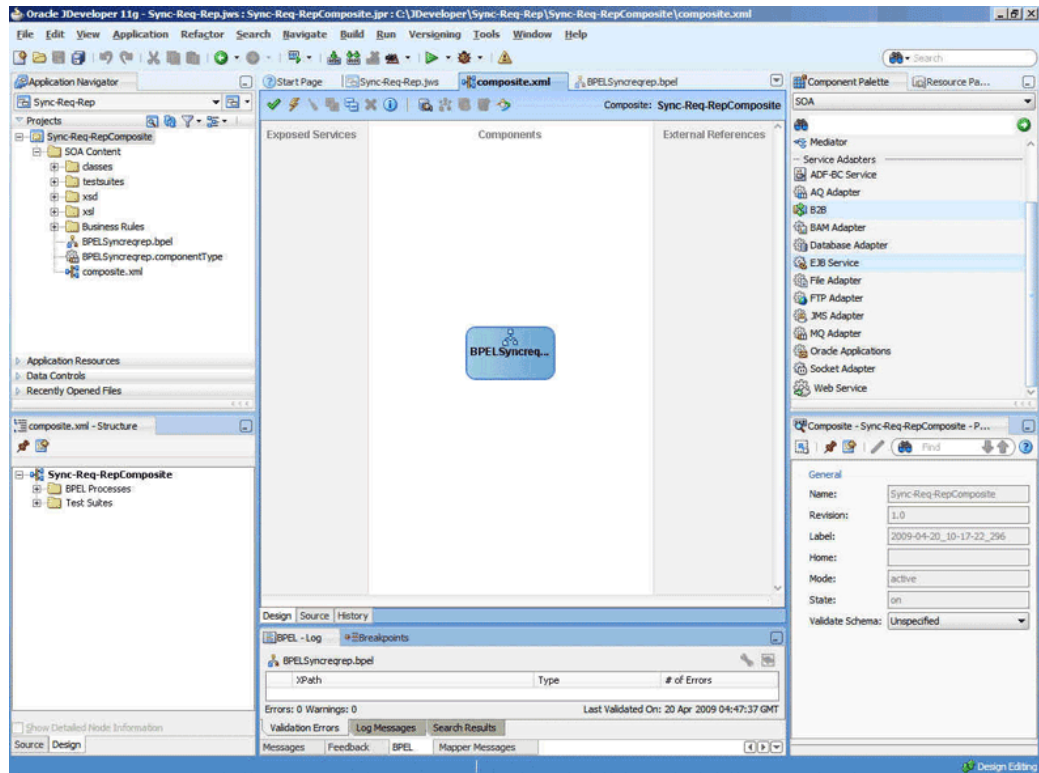 Oracle JDeveloper 11g - Sync-Req-Rep.jws : Sync-Req-RepComposite.jpr : C:\JDeveloper\Sync-Req-Rep\Sync-Req-RepComposite\composite.xml
File Edit View Application Refactor Search Navigate Build Run Versioning Tools Window Help
Search
Application Navigator
Sync-Req-Rep
Projects
Sync-Req-RepComposite
SOA Content
classes
testsuites
xsd
xsl
Business Rules
BPELSyncreqrep.bpel
BPELSyncreqrep.componentType
composite.xml
Application Resources
Data Controls
Recently Opened Files
composite.xml - Structure
Sync-Req-RepComposite
BPEL Processes
Test Suites
Show Detailed Node Information
Source Design
Start Page Sync-Req-Rep.jws composite.xml BPELSyncreqrep.bpel
Composite: Sync-Req-RepComposite
Exposed Services Components External References
BPELSyncreq...
Design Source History
BPEL - Log Breakpoints
BPELSyncreqrep.bpel
XPath Type # of Errors
Errors: 0 Warnings: 0 Last Validated On: 20 Apr 2009 04:47:37 GMT
Validation Errors Log Messages Search Results
Messages Feedback BPEL Mapper Messages
Component Palette Resource Pa...
SOA
Mediator
Service Adapters
ADF-BC Service
AQ Adapter
B2B
BAM Adapter
Database Adapter
EJB Service
File Adapter
FTP Adapter
JMS Adapter
MQ Adapter
Oracle Applications
Socket Adapter
Web Service
Composite - Sync-Req-RepComposite - P...
Find
General
Name: Sync-Req-RepComposite
Revision: 1.0
Label: 2009-04-20_10-17-22_296
Home:
Mode: active
State: on
Validate Schema: Unspecified
Design Editing